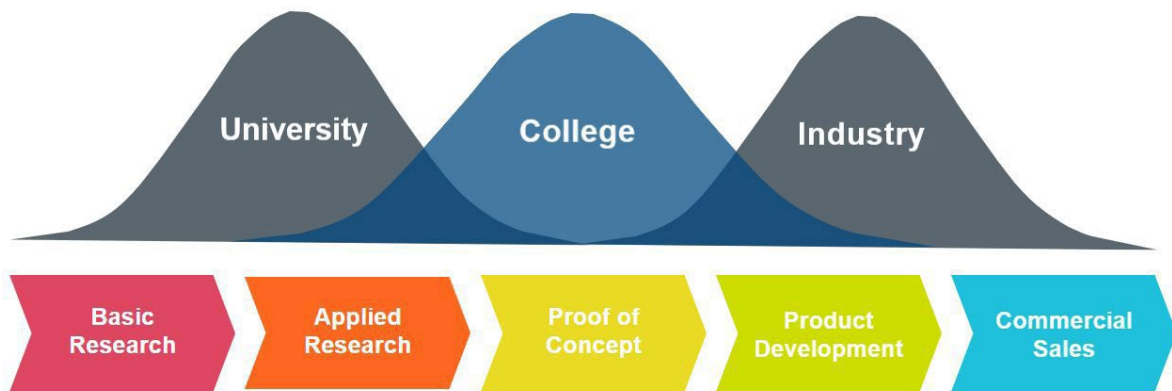 University
College
Industry
Basic
Research
Applied
Research
Proof of
Concept
Product
Development
Commercial
Sales